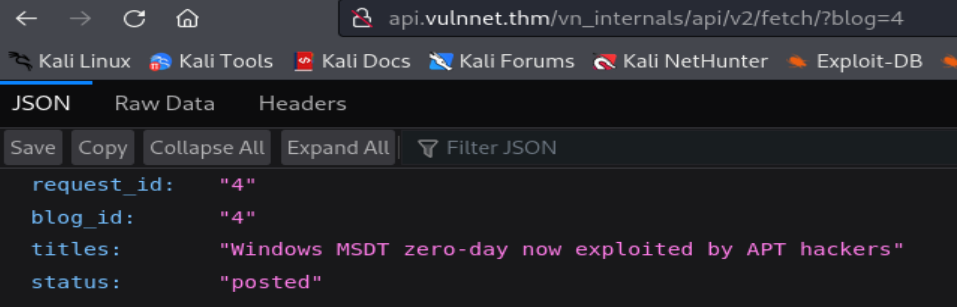 api.vulnnet.thm/vn_internals/api/v2/fetch/?blog=4
Kali Linux Kali Tools Kali Docs Kali Forums Kali NetHunter Exploit-DB
JSON Raw Data Headers
Save Copy Collapse All Expand All Filter JSON
request_id: "4"
blog_id: "4"
titles: "Windows MSDT zero-day now exploited by APT hackers"
status: "posted"